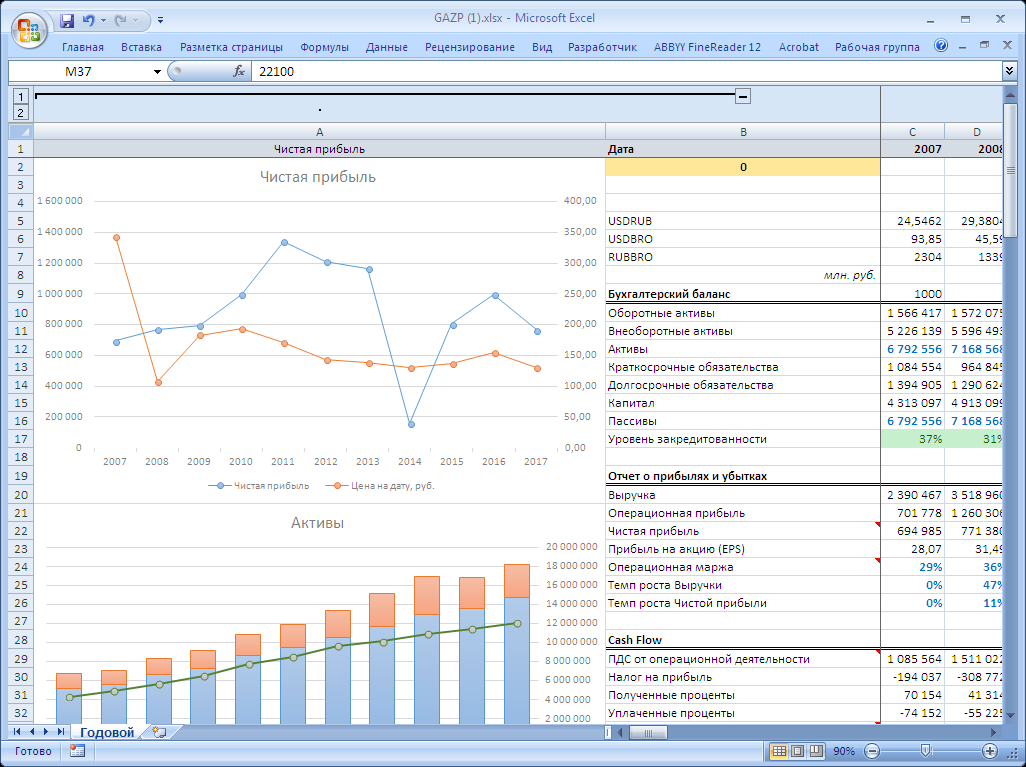 GAZP (1).xlsx - Microsoft Excel
Главная Вставка Разметка страницы Формулы Данные Рецензирование Вид Разработчик ABBYY FineReader 12 Acrobat Рабочая группа
M37 fx 22100
1
2
A B C D
1 Чистая прибыль Дата 2007 2008
2 0
3
4
5 USDRUB 24,5462 29,3804
6 USDBRO 93,85 45,59
7 RUBBRO 2304 1339
8 млн. руб.
9 Бухгалтерский баланс 1000
10 Оборотные активы 1 566 417 1 572 075
11 Внеоборотные активы 5 226 139 5 596 493
12 Активы 6 792 556 7 168 568
13 Краткосрочные обязательства 1 084 554 964 845
14 Долгосрочные обязательства 1 394 905 1 290 624
15 Капитал 4 313 097 4 913 099
16 Пассивы 6 792 556 7 168 568
17 Уровень закредитованности 37% 31%
18
19 Отчет о прибылях и убытках
20 Выручка 2 390 467 3 518 960
21 Операционная прибыль 701 778 1 260 306
22 Чистая прибыль 694 985 771 380
23 Прибыль на акцию (EPS) 28,07 31,49
24 Операционная маржа 29% 36%
25 Темп роста Выручки 0% 47%
26 Темп роста Чистой прибыли 0% 11%
27
28 Cash Flow
29 ПДС от операционной деятельности 1 085 564 1 511 022
30 Налог на прибыль -194 037 -308 772
31 Полученные проценты 70 154 41 314
32 Уплаченные проценты -74 152 -55 225
Чистая прибыль
1 600 000 400,00
1 400 000 350,00
1 200 000 300,00
1 000 000 250,00
800 000 200,00
600 000 150,00
400 000 100,00
200 000 50,00
0 0,00
2007 2008 2009 2010 2011 2012 2013 2014 2015 2016 2017
Чистая прибыль Цена на дату, руб.
Активы
20 000 000
18 000 000
16 000 000
14 000 000
12 000 000
10 000 000
8 000 000
6 000 000
4 000 000
2 000 000
Годовой
Готово 90%